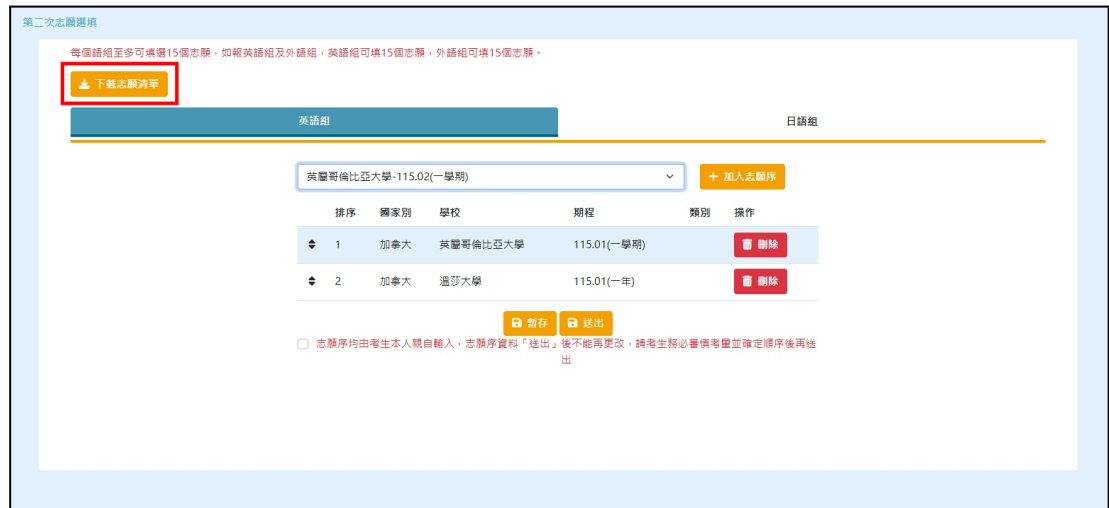 第二次志願選填
每個語組至多可填選15個志願，如報英語組及外語組，英語組可填15個志願，外語組可填15個志願。
下載志願清單
英語組 日語組
英屬哥倫比亞大學-115.02(一學期) + 加入志願序
排序 國家別 學校 期程 類別 操作
1 加拿大 英屬哥倫比亞大學 115.01(一學期) 刪除
2 加拿大 溫莎大學 115.01(一年) 刪除
暫存 送出
志願序均由考生本人親自輸入，志願序資料「送出」後不能再更改，請考生務必審慎考量並確定順序後再送
出